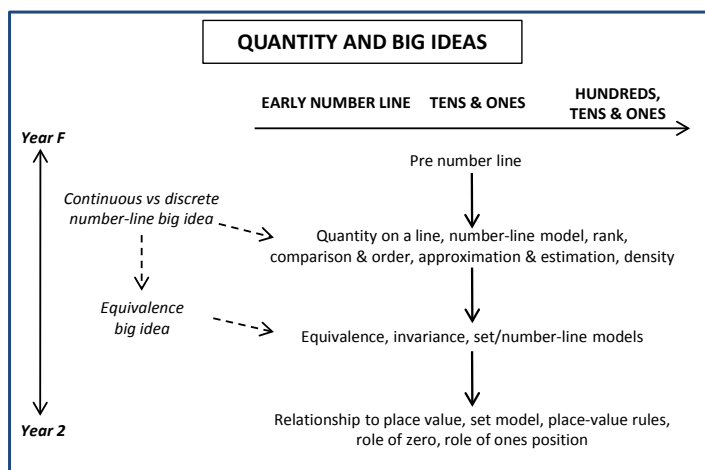 QUANTITY AND BIG IDEAS
EARLY NUMBER LINE
TENS & ONES
HUNDREDS,
TENS & ONES
Year F
Pre number line
Continuous vs discrete
number-line big idea
Quantity on a line, number-line model, rank,
comparison & order, approximation & estimation, density
Equivalence
big idea
Equivalence, invariance, set/number-line models
Year 2
Relationship to place value, set model, place-value rules,
role of zero, role of ones position